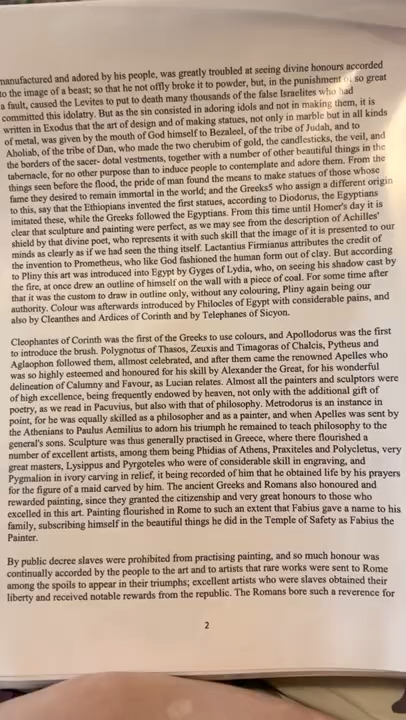 manufactured and adored by his people, was greatly troubled at seeing divine honours accorded
to the image of a beast; so that he not offly broke it to powder, but, in the punishment of so great
a fault, caused the Levites to put to death many thousands of the false Israelites who had
committed this idolatry. But as the sin consisted in adoring idols and not in making them, it is
written in Exodus that the art of design and of making statues, not only in marble but in all kinds
of metal, was given by the mouth of God himself to Bezaleel, of the tribe of Judah, and to
Aholiab, of the tribe of Dan, who made the two cherubim of gold, the candlesticks, the veil, and
the borders of the sacer- dotal vestments, together with a number of other beautiful things in the
tabernacle, for no other purpose than to induce people to contemplate and adore them. From the
things seen before the flood, the pride of man found the means to make statues of those whose
fame they desired to remain immortal in the world; and the Greeks5 who assign a different origin
to this, say that the Ethiopians invented the first statues, according to Diodorus, the Egyptians
imitated these, while the Greeks followed the Egyptians. From this time until Homer's day it is
clear that sculpture and painting were perfect, as we may see from the description of Achilles'
shield by that divine poet, who represents it with such skill that the image of it is presented to our
minds as clearly as if we had seen the thing itself. Lactantius Firmianus attributes the credit of
the invention to Prometheus, who like God fashioned the human form out of clay. But according
to Pliny this art was introduced into Egypt by Gyges of Lydia, who, on seeing his shadow cast by
the fire, at once drew an outline of himself on the wall with a piece of coal. For some time after
that it was the custom to draw in outline only, without any colouring, Pliny again being our
authority. Colour was afterwards introduced by Philocles of Egypt with considerable pains, and
also by Cleanthes and Ardices of Corinth and by Telephanes of Sicyon.
Cleophantes of Corinth was the first of the Greeks to use colours, and Apollodorus was the first
to introduce the brush. Polygnotus of Thasos, Zeuxis and Timagoras of Chalcis, Pytheus and
Aglaophon followed them, allmost celebrated, and after them came the renowned Apelles who
was so highly esteemed and honoured for his skill by Alexander the Great, for his wonderful
delineation of Calumny and Favour, as Lucian relates. Almost all the painters and sculptors were
of high excellence, being frequently endowed by heaven, not only with the additional gift of
poetry, as we read in Pacuvius, but also with that of philosophy. Metrodorus is an instance in
point, for he was equally skilled as a philosopher and as a painter, and when Apelles was sent by
the Athenians to Paulus Aemilius to adorn his triumph he remained to teach philosophy to the
general's sons. Sculpture was thus generally practised in Greece, where there flourished a
number of excellent artists, among them being Phidias of Athens, Praxiteles and Polycletus, very
great masters, Lysippus and Pyrgoteles who were of considerable skill in engraving, and
Pygmalion in ivory carving in relief, it being recorded of him that he obtained life by his prayers
for the figure of a maid carved by him. The ancient Greeks and Romans also honoured and
rewarded painting, since they granted the citizenship and very great honours to those who
excelled in this art. Painting flourished in Rome to such an extent that Fabius gave a name to his
family, subscribing himself in the beautiful things he did in the Temple of Safety as Fabius the
Painter.
By public decree slaves were prohibited from practising painting, and so much honour was
continually accorded by the people to the art and to artists that rare works were sent to Rome
among the spoils to appear in their triumphs; excellent artists who were slaves obtained their
liberty and received notable rewards from the republic. The Romans bore such a reverence for
2